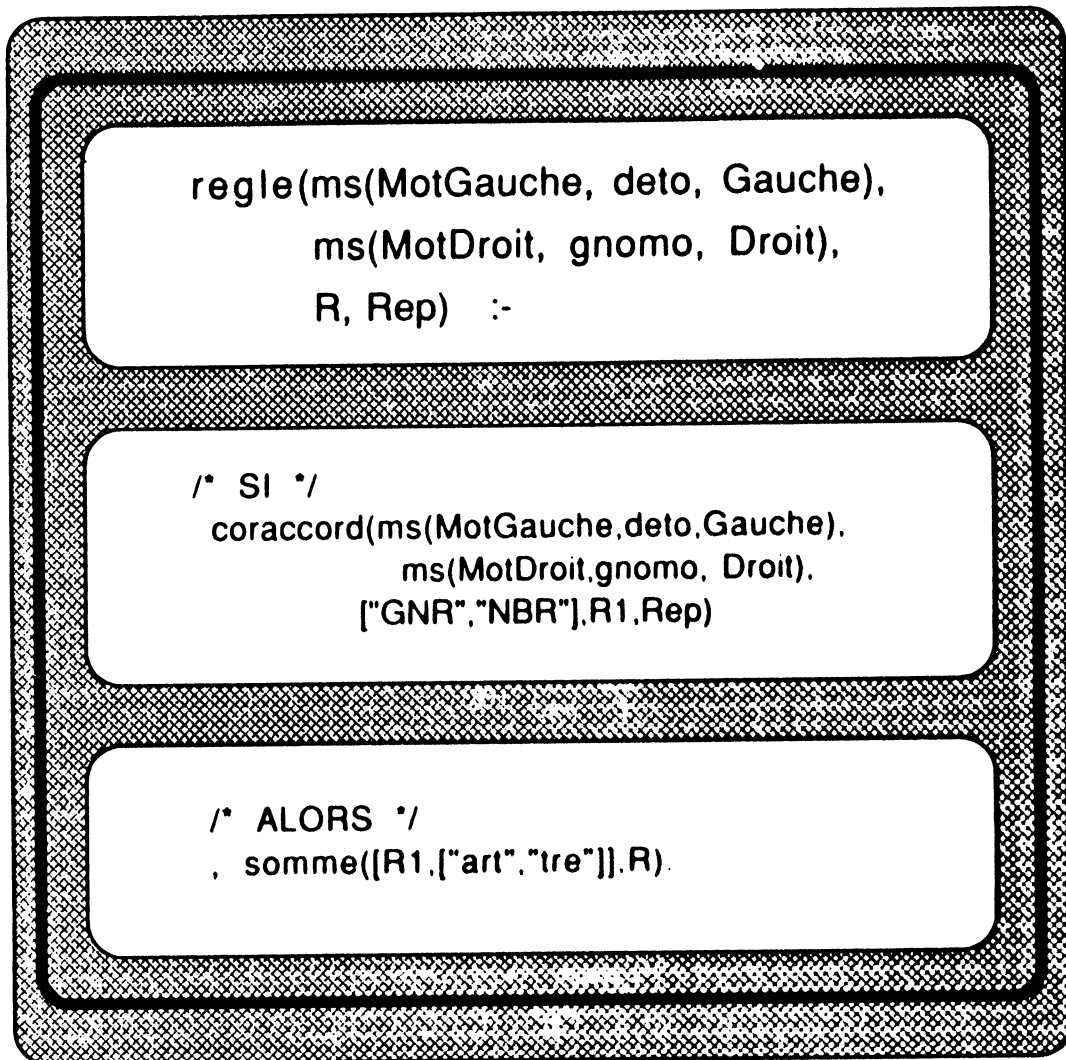 regle(ms(MotGauche, deto, Gauche),
ms(MotDroit, gnomo, Droit),
R, Rep) :-
/* SI */
coraccord(ms(MotGauche,deto,Gauche),
ms(MotDroit,gnomo, Droit),
["GNR","NBR"],R1,Rep)
/* ALORS */
, somme([R1,["art","tre"]],R).